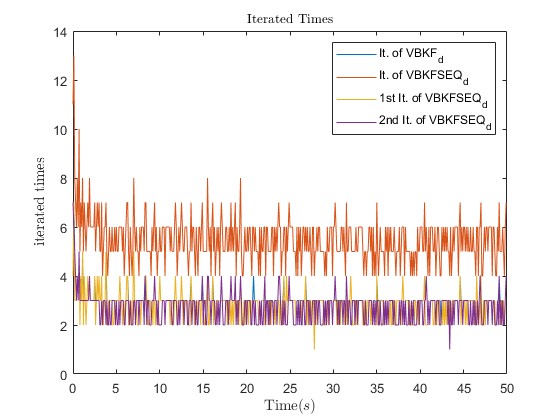 Iterated Times
14
12
10
8
6
4
2
0
iterated times
It. of VBKF_d
It. of VBKFSEQ_d
1st It. of VBKFSEQ_d
2nd It. of VBKFSEQ_d
0 5 10 15 20 25 30 35 40 45 50
Time(s)